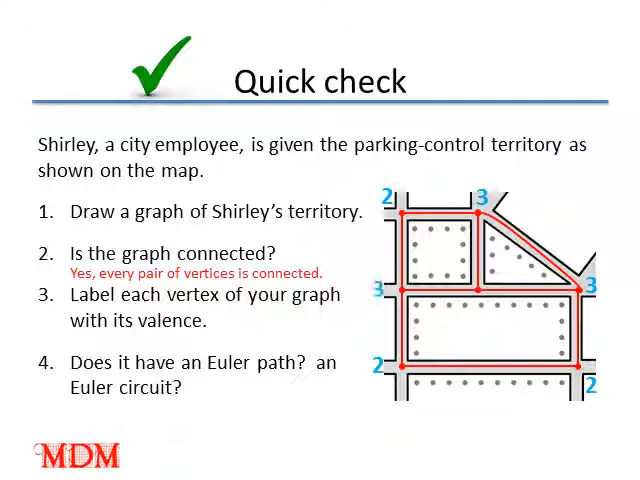 Quick check
Shirley, a city employee, is given the parking-control territory as
shown on the map.
1. Draw a graph of Shirley's territory.
2. Is the graph connected?
Yes, every pair of vertices is connected.
3. Label each vertex of your graph
with its valence.
4. Does it have an Euler path? an
Euler circuit?
2 3
3 3
2 2
MDM